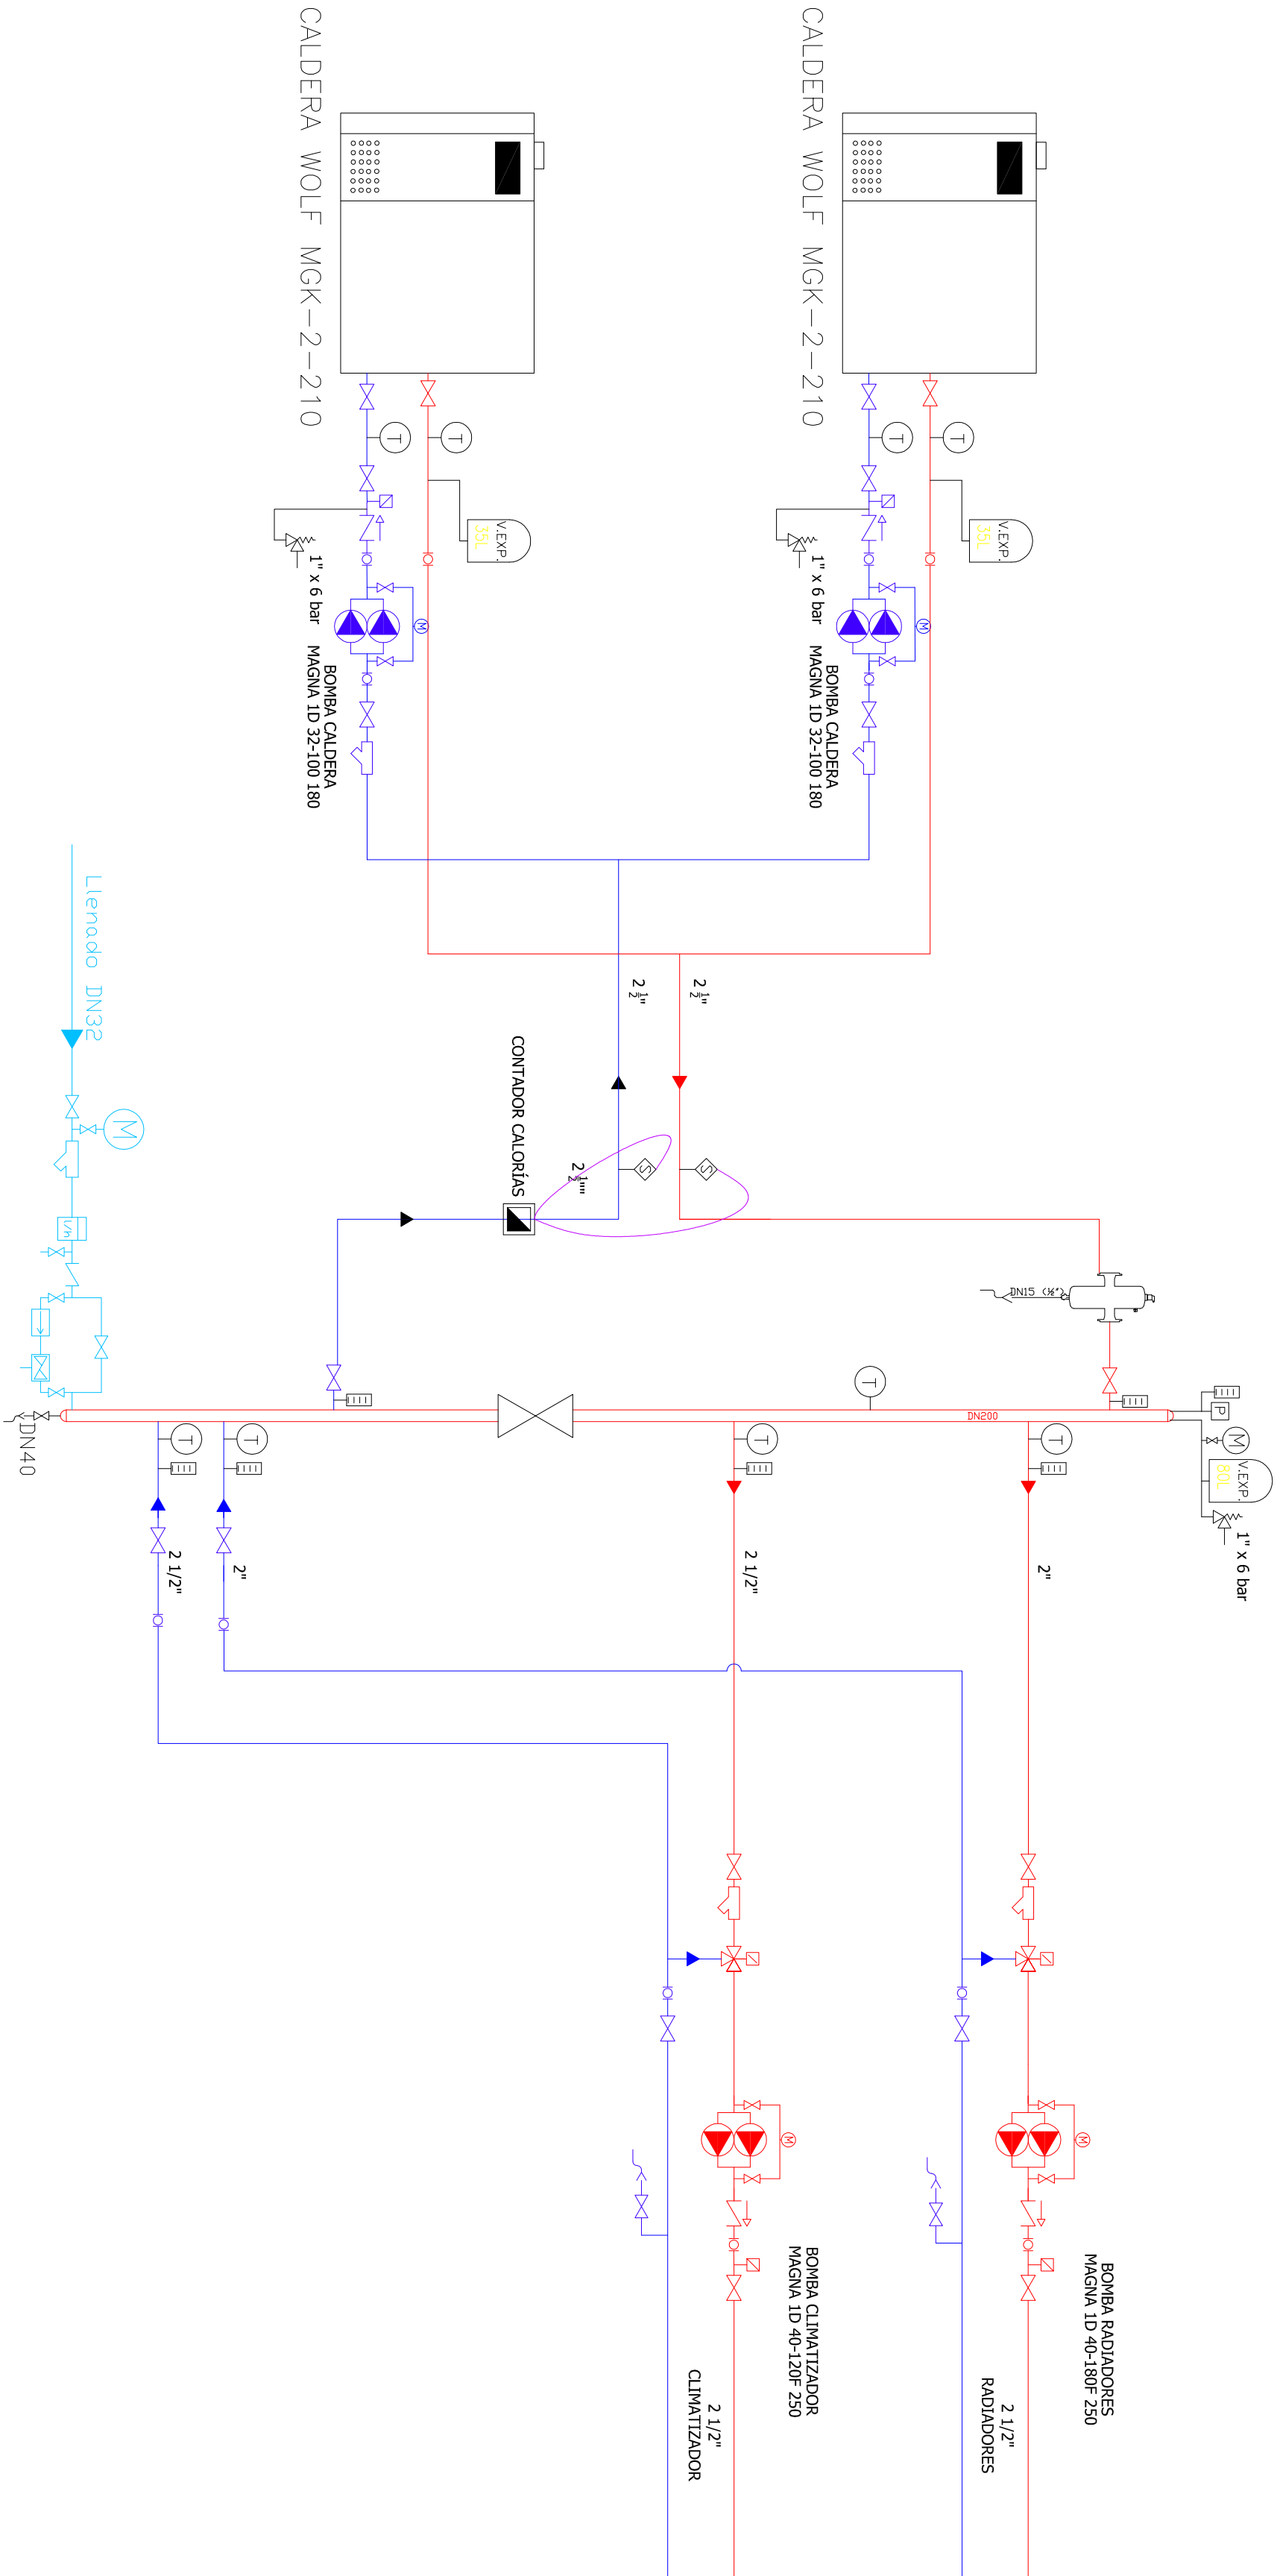 CALDERA WOLF MGK-2-210
V.EXP.
35L
T
T
1" x 6 bar
M
BOMBA CALDERA
MAGNA 1D 32-100 180
CALDERA WOLF MGK-2-210
V.EXP.
35L
T
T
1" x 6 bar
M
BOMBA CALDERA
MAGNA 1D 32-100 180
2 ½"
2 ½"
S
S
2 ½""
CONTADOR CALORÍAS
Llenado DN32
M
l/h
DN15 (½")
P
M
V.EXP.
80L
1" x 6 bar
DN200
T
T
T
T
T
DN40
2"
2 1/2"
2"
2 1/2"
M
BOMBA RADIADORES
MAGNA 1D 40-180F 250
2 1/2"
RADIADORES
M
BOMBA CLIMATIZADOR
MAGNA 1D 40-120F 250
2 1/2"
CLIMATIZADOR